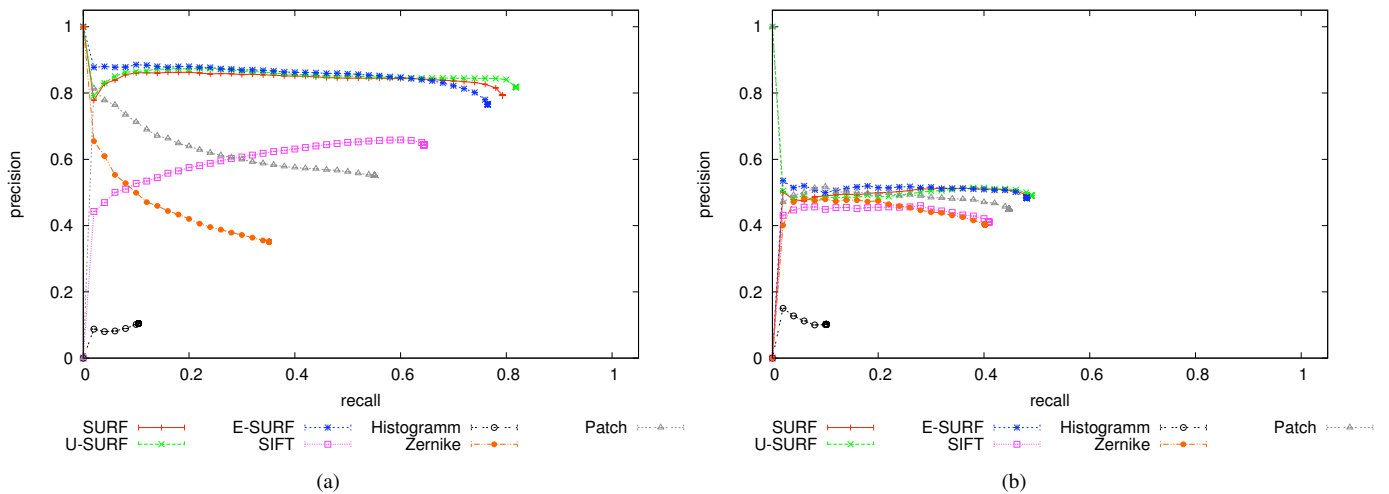 1
0.8
0.6
0.4
0.2
0
precision
0 0.2 0.4 0.6 0.8 1
recall
SURF E-SURF Histogramm Patch
U-SURF SIFT Zernike
(a)
1
0.8
0.6
0.4
0.2
0
precision
0 0.2 0.4 0.6 0.8 1
recall
SURF E-SURF Histogramm Patch
U-SURF SIFT Zernike
(b)